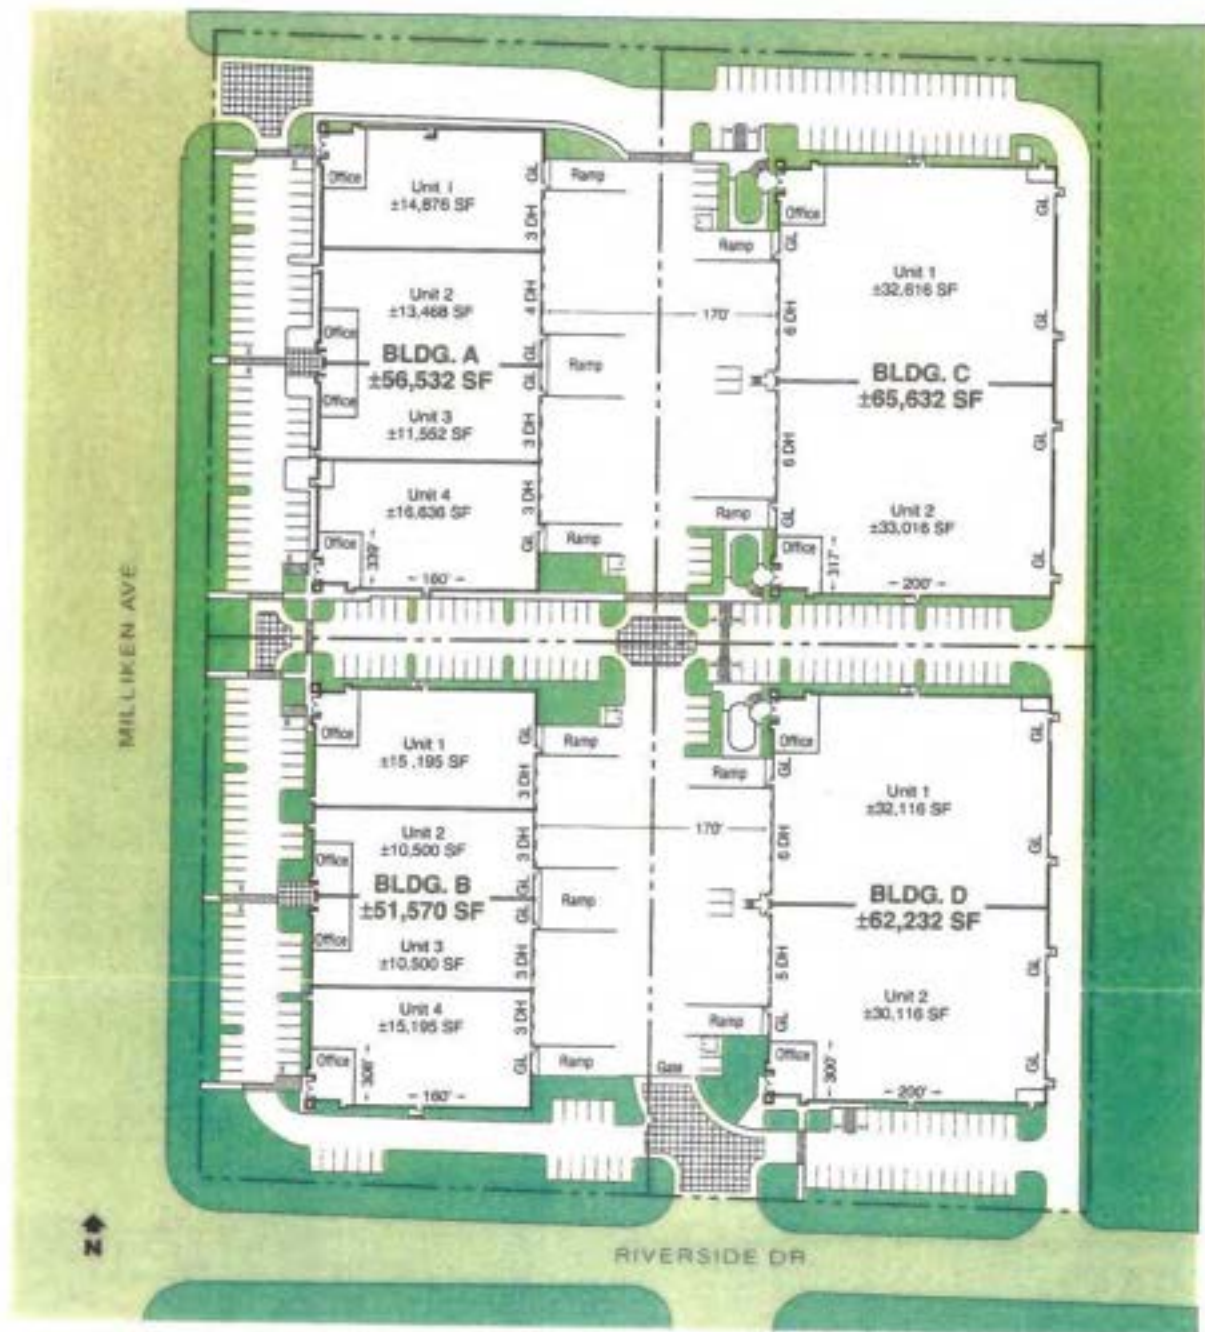 Office
Unit 1
±14,876 SF
GL
3 DH
Ramp
Unit 2
±13,468 SF
4 DH
Office
BLDG. A
±56,532 SF
GL
GL
Ramp
Office
Unit 3
±11,552 SF
3 DH
Unit 4
±16,636 SF
3 DH
Office
339'
160'
GL
Ramp
170'
Office
Ramp
GL
GL
Unit 1
±32,616 SF
6 DH
GL
BLDG. C
±65,632 SF
6 DH
GL
Ramp
GL
Unit 2
±33,016 SF
Office
317'
200'
GL
MILLIKEN AVE.
Office
Unit 1
±15,195 SF
GL
3 DH
Ramp
Unit 2
±10,500 SF
3 DH
Office
BLDG. B
±51,570 SF
GL
GL
Ramp
Office
Unit 3
±10,500 SF
3 DH
Unit 4
±15,195 SF
3 DH
Office
308'
160'
GL
Ramp
170'
Office
Ramp
GL
GL
Unit 1
±32,116 SF
6 DH
GL
BLDG. D
±62,232 SF
5 DH
GL
Unit 2
±30,116 SF
Ramp
GL
Office
300'
200'
GL
Gate
N
RIVERSIDE DR.